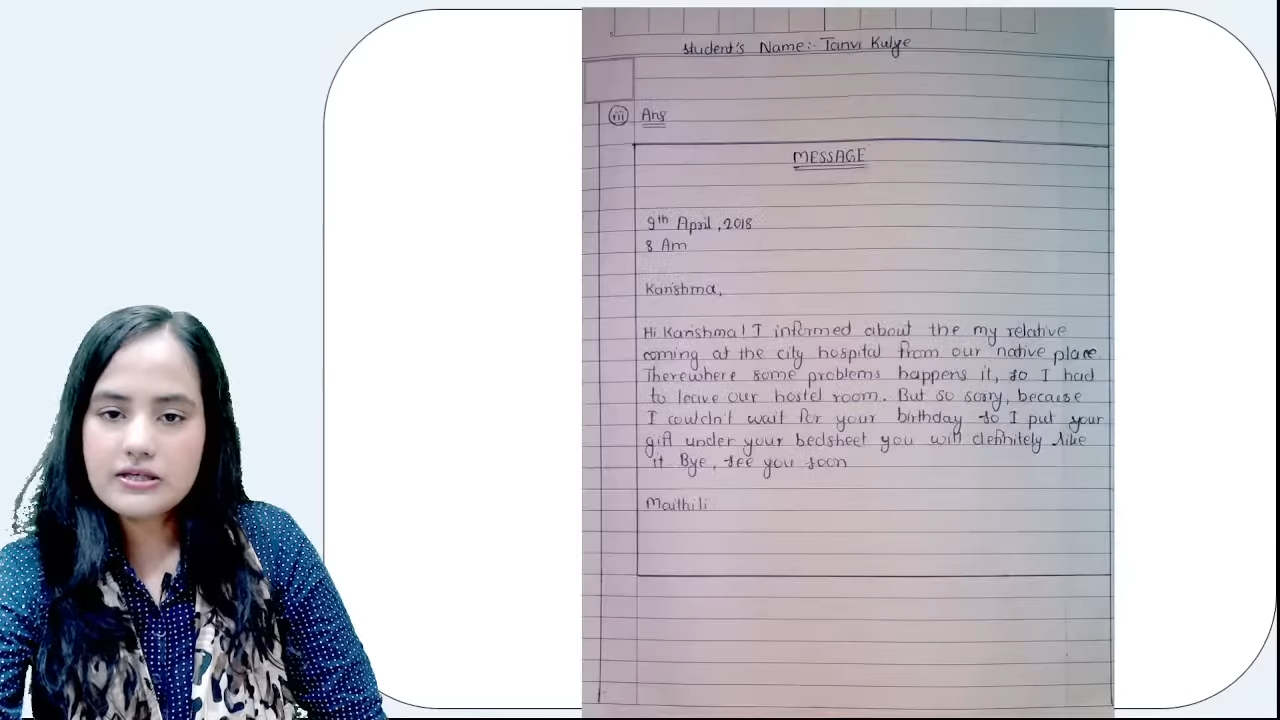 Student's Name:- Tanvi Kulye
iii Ans
MESSAGE
9th April, 2018
8 Am
Karishma,
Hi Karishma! I informed about the my relative
coming at the city hospital from our native place.
Therewhere some problems happens it, so I had
to leave our hostel room. But so sorry, because
I couldn't wait for your birthday so I put your
gift under your bedsheet you will definitely like
it Bye, see you soon
Maithili